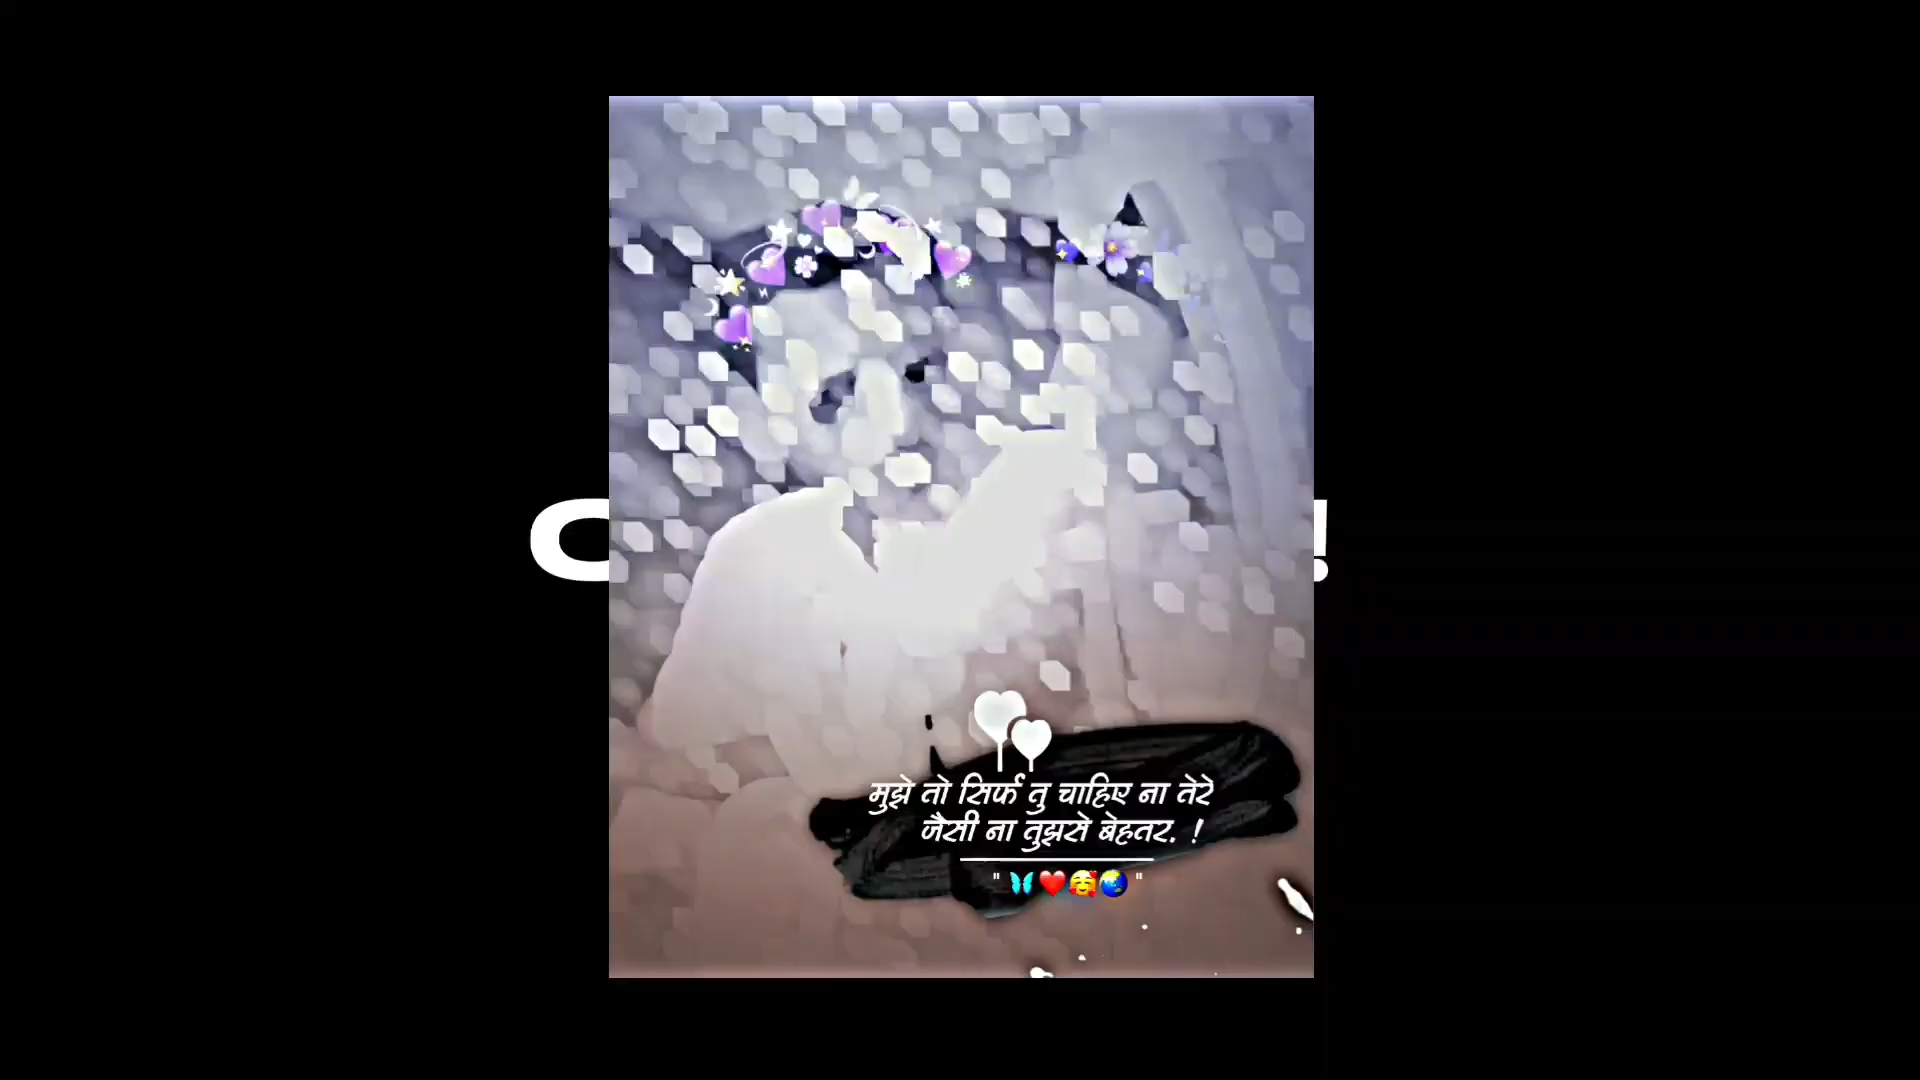 मुझे तो सिर्फ तु चाहिए ना तेरे
जैसी ना तुझसे बेहतर. !
" 🦋❤️🥰🌏 "